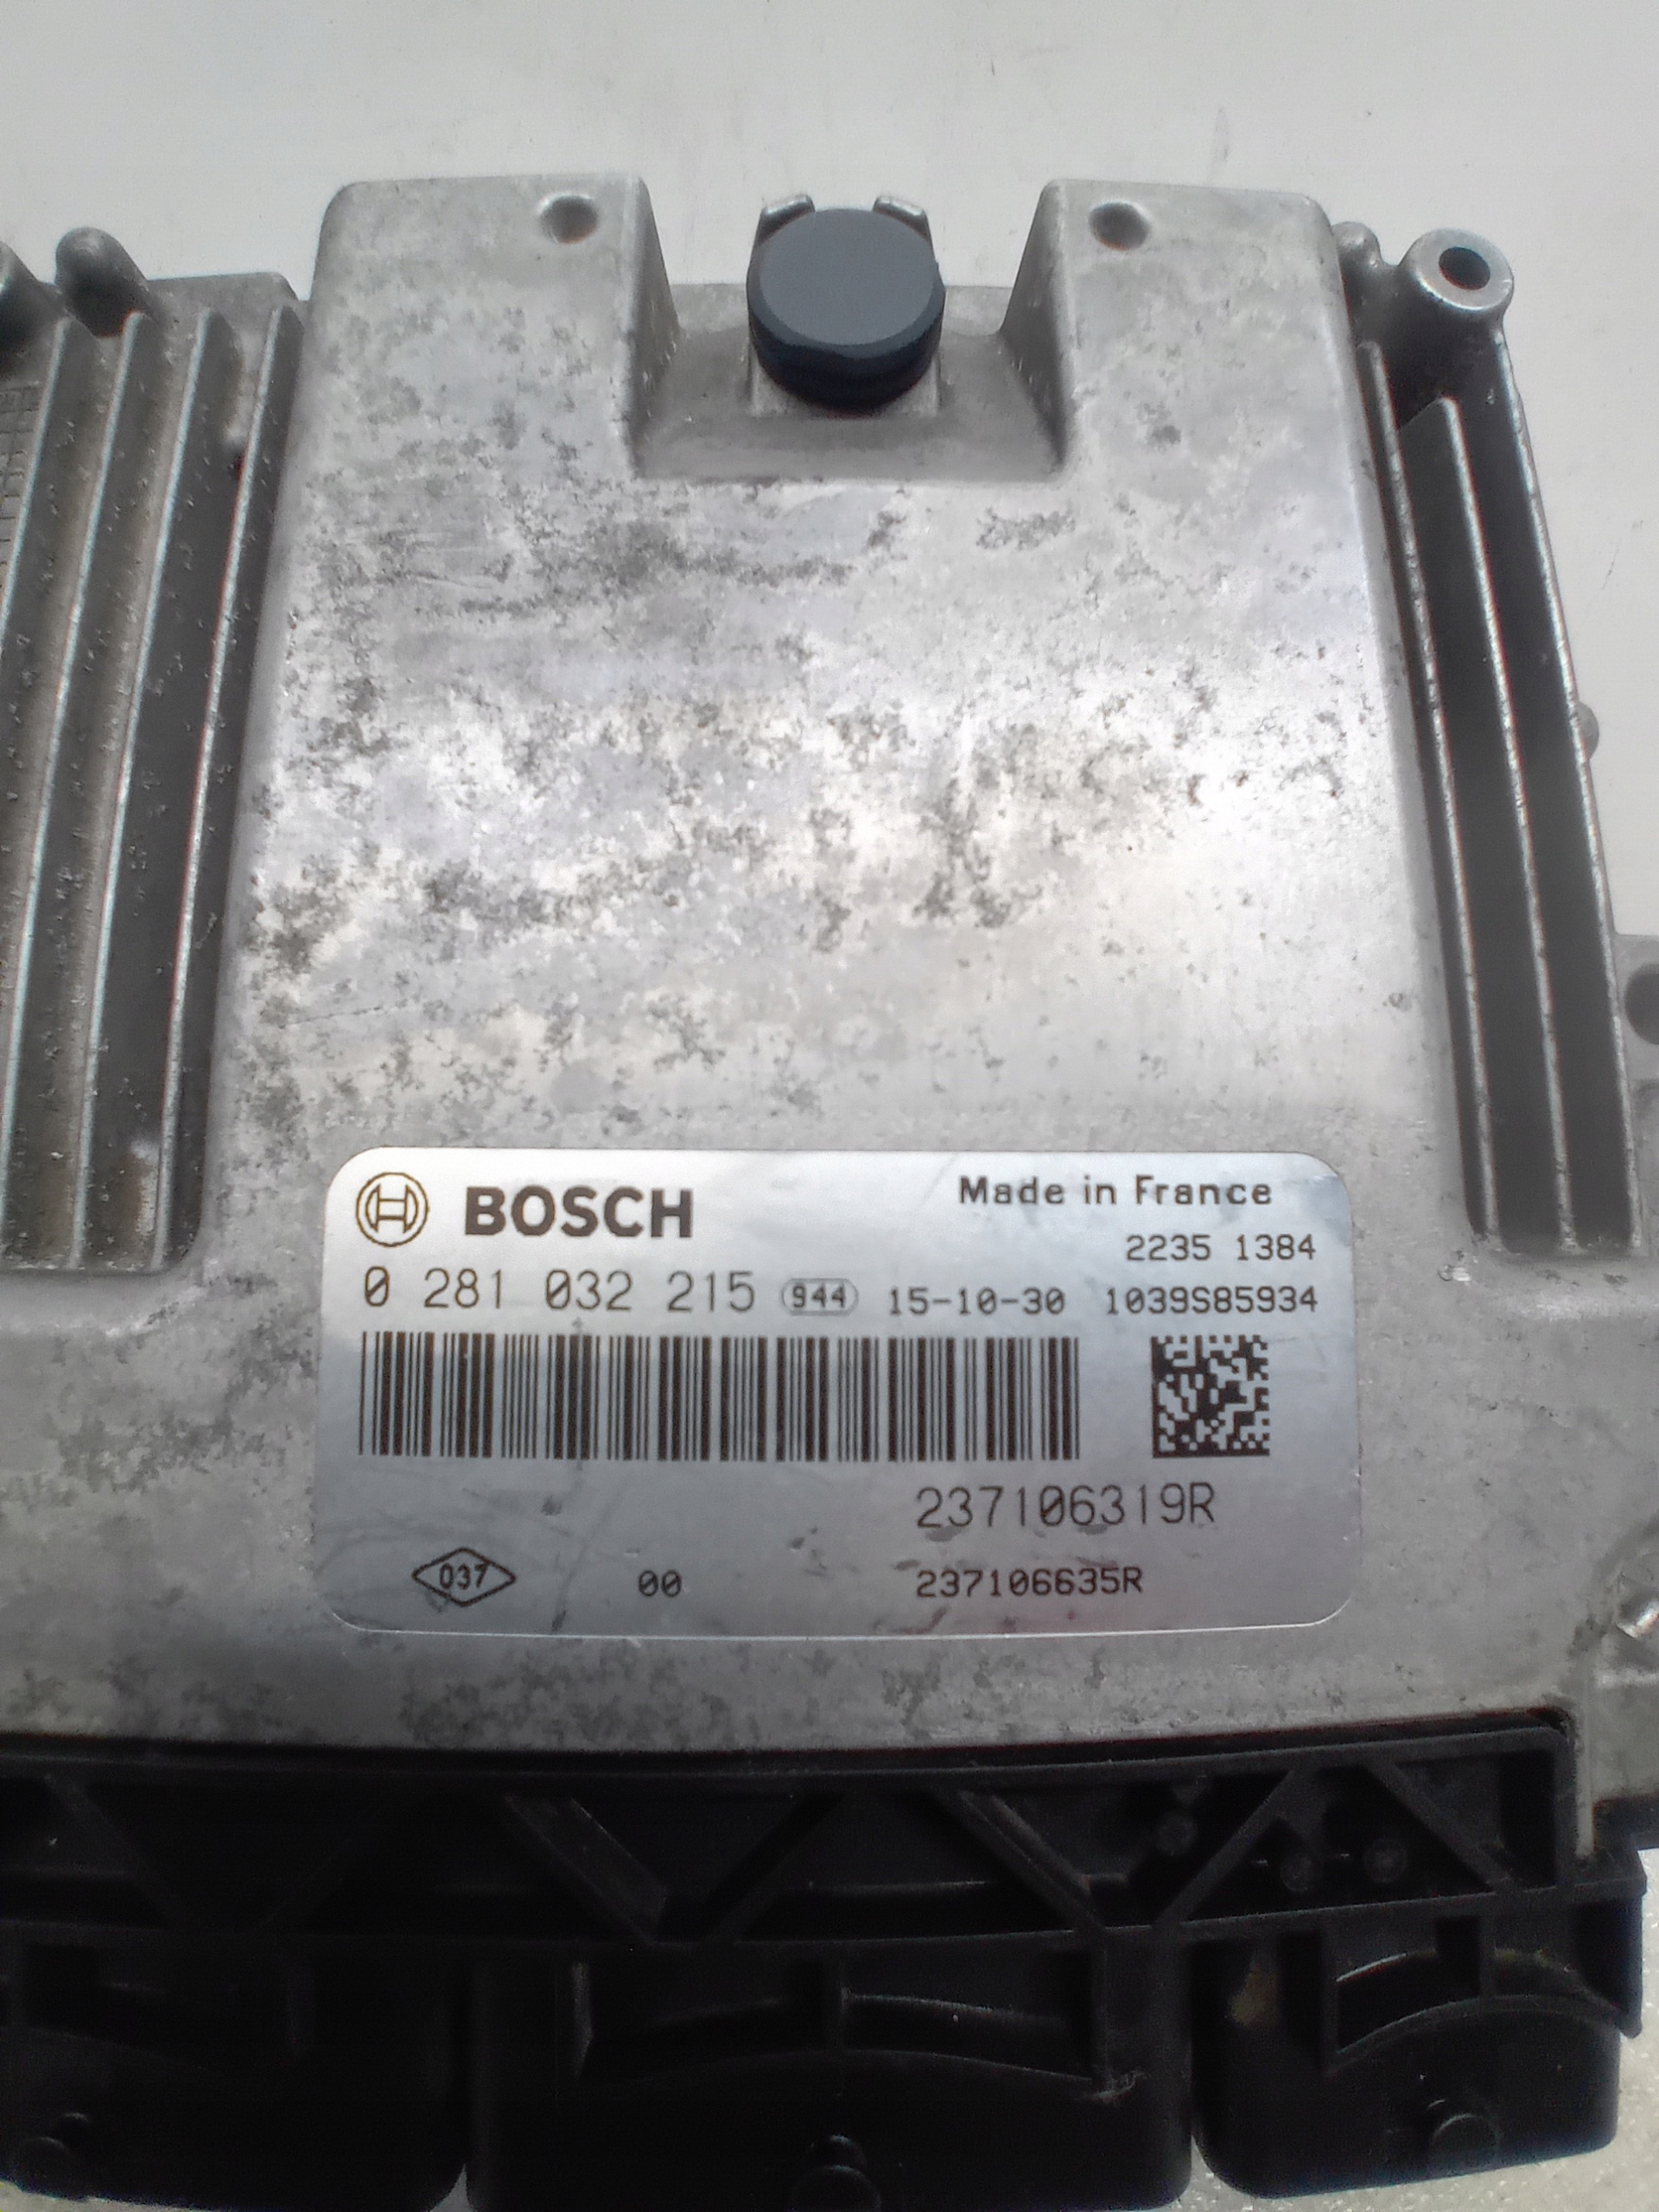 BOSCH
Made in France
2235 1384
0 281 032 215 944 15-10-30 1039S85934
237106319R
037 00 237106635R